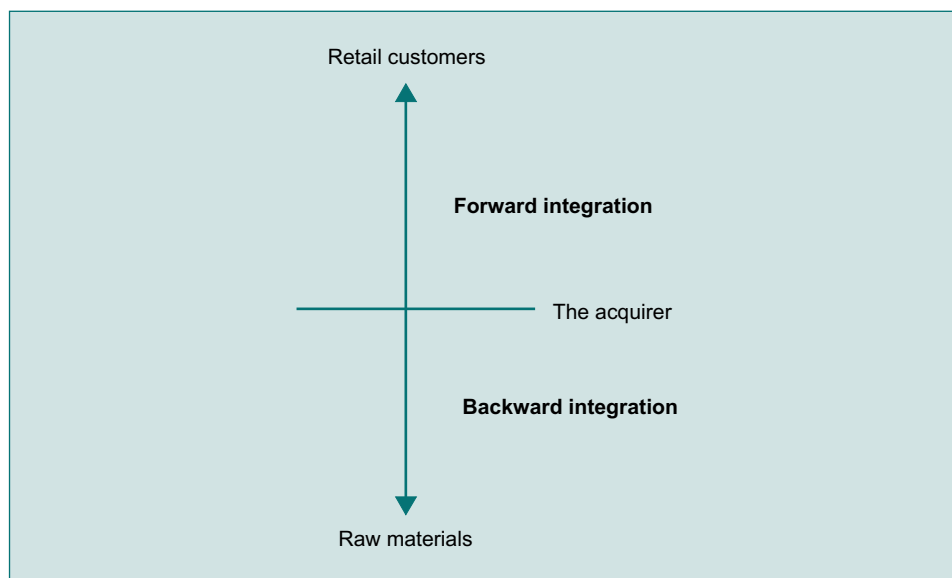 Retail customers
Forward integration
The acquirer
Backward integration
Raw materials